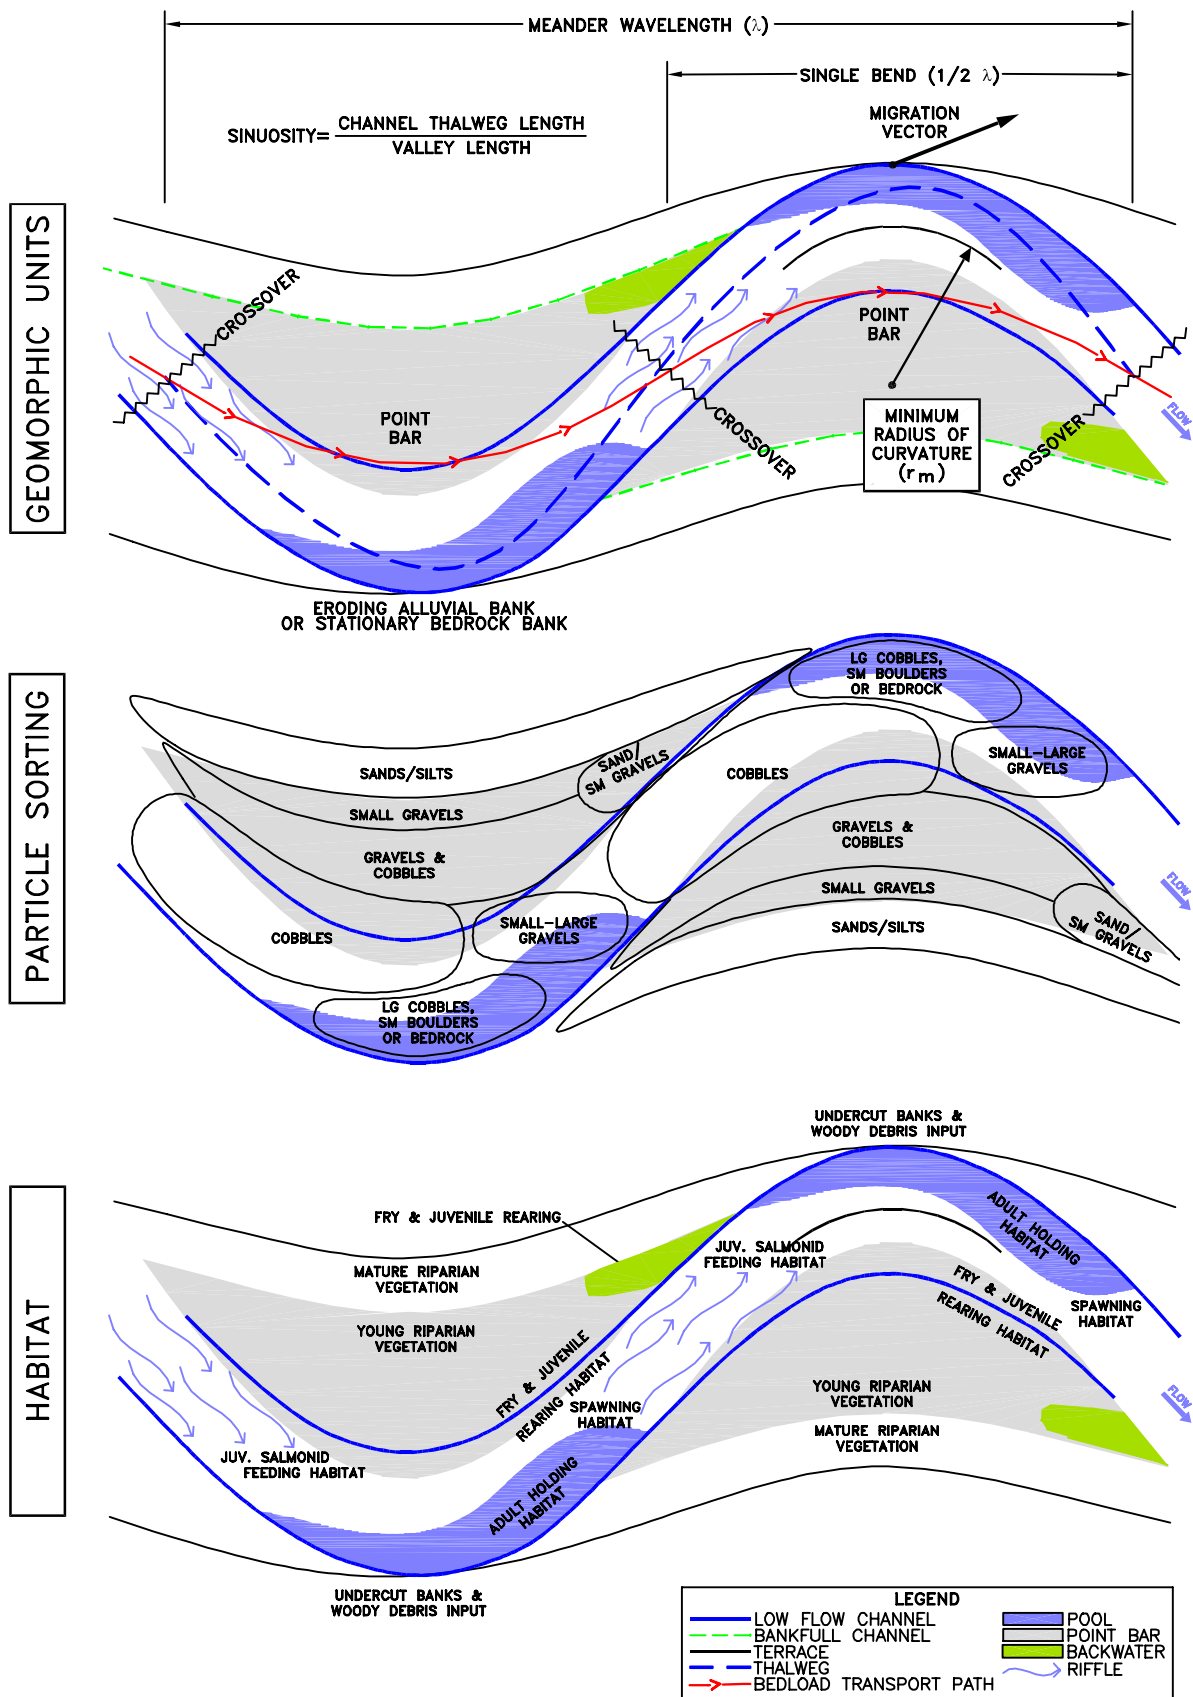 MEANDER WAVELENGTH (λ)
SINGLE BEND (1/2 λ)
SINUOSITY= CHANNEL THALWEG LENGTH
VALLEY LENGTH
MIGRATION
VECTOR
GEOMORPHIC UNITS
CROSSOVER
POINT
BAR
POINT
BAR
CROSSOVER
MINIMUM
RADIUS OF
CURVATURE
(rm)
CROSSOVER
FLOW
ERODING ALLUVIAL BANK
OR STATIONARY BEDROCK BANK
PARTICLE SORTING
LG COBBLES,
SM BOULDERS
OR BEDROCK
SANDS/SILTS
SAND/
SM GRAVELS
COBBLES
SMALL-LARGE
GRAVELS
SMALL GRAVELS
GRAVELS &
COBBLES
GRAVELS &
COBBLES
SMALL GRAVELS
SANDS/SILTS
SAND/
SM GRAVELS
FLOW
COBBLES
SMALL-LARGE
GRAVELS
LG COBBLES,
SM BOULDERS
OR BEDROCK
HABITAT
UNDERCUT BANKS &
WOODY DEBRIS INPUT
FRY & JUVENILE REARING
MATURE RIPARIAN
VEGETATION
JUV. SALMONID
FEEDING HABITAT
ADULT HOLDING
HABITAT
YOUNG RIPARIAN
VEGETATION
FRY & JUVENILE
REARING HABITAT
FRY & JUVENILE
REARING HABITAT
SPAWNING
HABITAT
SPAWNING
HABITAT
YOUNG RIPARIAN
VEGETATION
MATURE RIPARIAN
VEGETATION
FLOW
JUV. SALMONID
FEEDING HABITAT
ADULT HOLDING
HABITAT
UNDERCUT BANKS &
WOODY DEBRIS INPUT
LEGEND
LOW FLOW CHANNEL
BANKFULL CHANNEL
TERRACE
THALWEG
BEDLOAD TRANSPORT PATH
POOL
POINT BAR
BACKWATER
RIFFLE